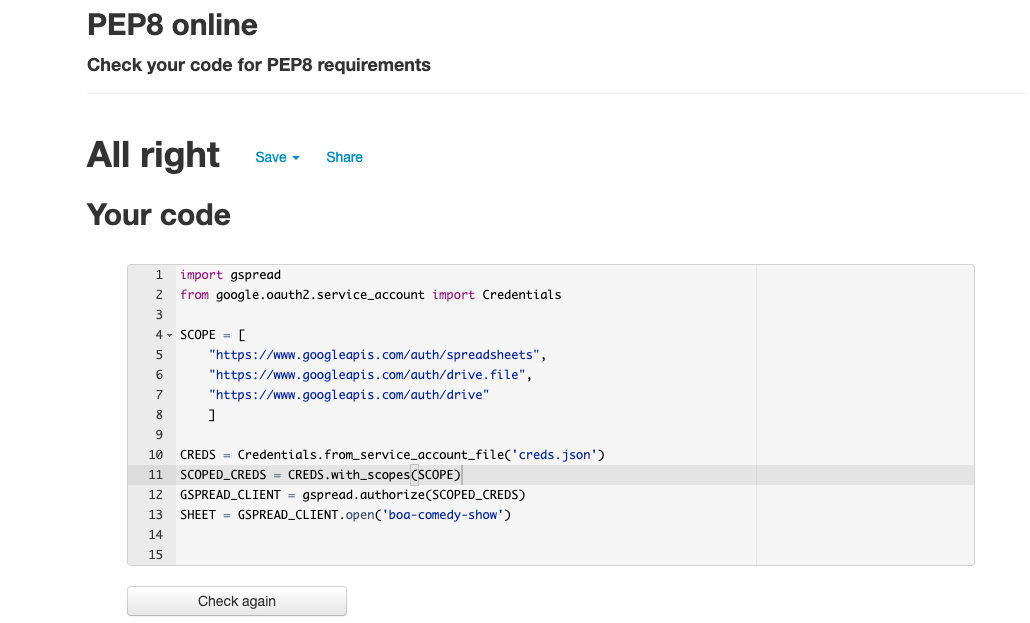 PEP8 online
Check your code for PEP8 requirements
All right Save Share
Your code
1 import gspread
2 from google.oauth2.service_account import Credentials
3
4 SCOPE = [
5     "https://www.googleapis.com/auth/spreadsheets",
6     "https://www.googleapis.com/auth/drive.file",
7     "https://www.googleapis.com/auth/drive"
8     ]
9
10 CREDS = Credentials.from_service_account_file('creds.json')
11 SCOPED_CREDS = CREDS.with_scopes(SCOPE)
12 GSPREAD_CLIENT = gspread.authorize(SCOPED_CREDS)
13 SHEET = GSPREAD_CLIENT.open('boa-comedy-show')
14
15
Check again